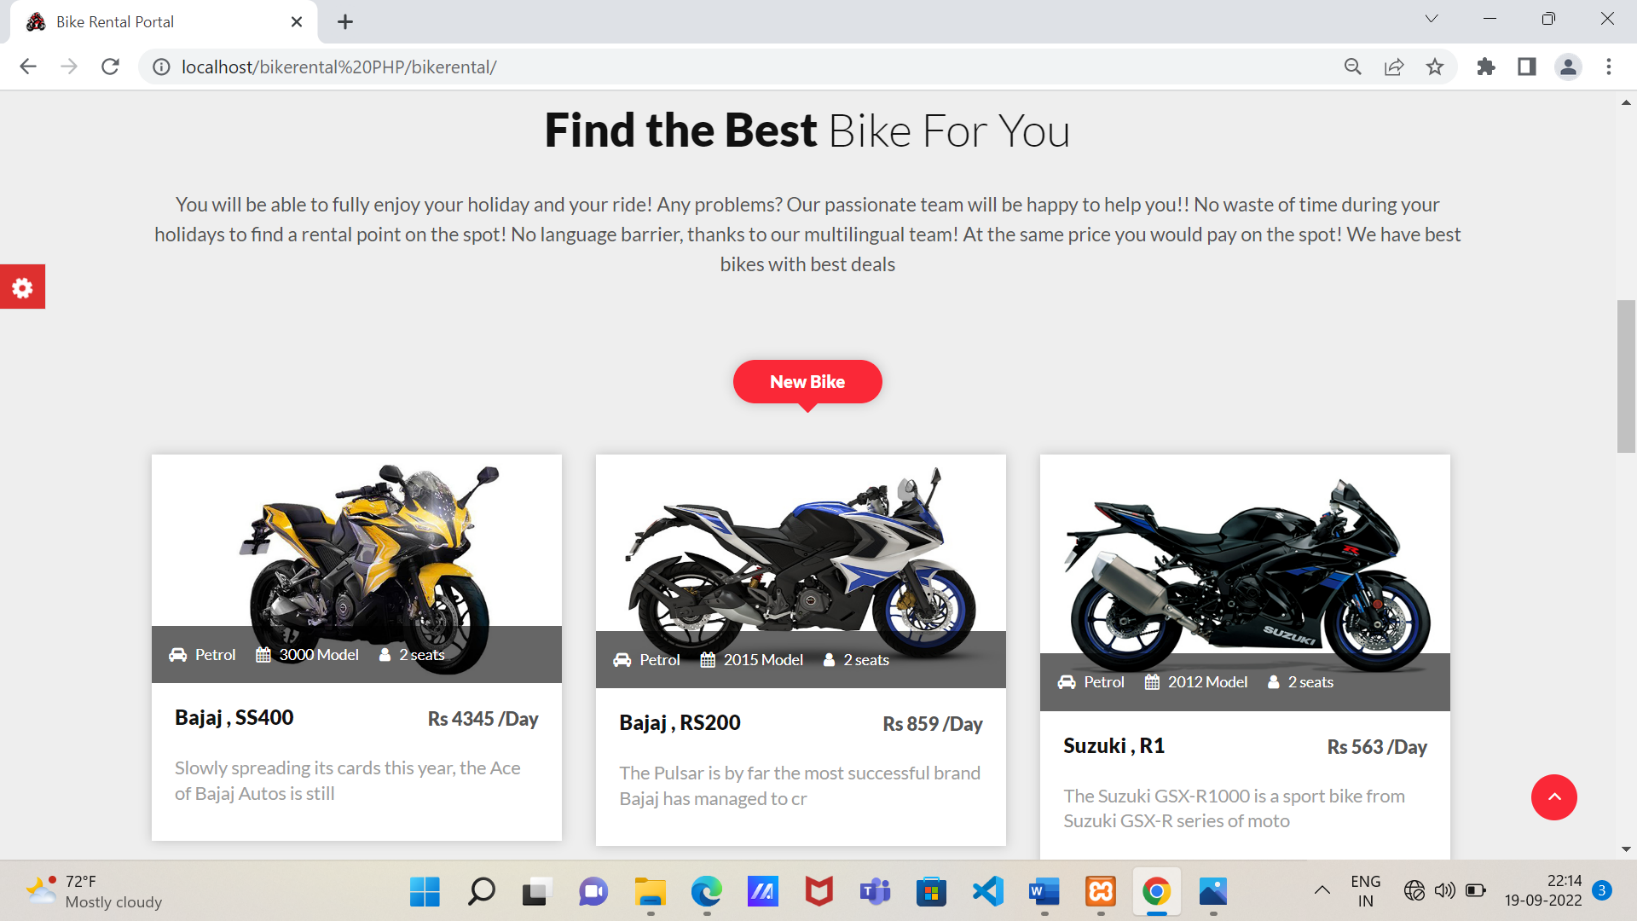 Bike Rental Portal
localhost/bikerental%20PHP/bikerental/
Find the Best Bike For You
You will be able to fully enjoy your holiday and your ride! Any problems? Our passionate team will be happy to help you!! No waste of time during your
holidays to find a rental point on the spot! No language barrier, thanks to our multilingual team! At the same price you would pay on the spot! We have best
bikes with best deals
New Bike
Petrol 3000 Model 2 seats
Bajaj , SS400 Rs 4345 /Day
Slowly spreading its cards this year, the Ace
of Bajaj Autos is still
Petrol 2015 Model 2 seats
Bajaj , RS200 Rs 859 /Day
The Pulsar is by far the most successful brand
Bajaj has managed to cr
SUZUKI
R
Petrol 2012 Model 2 seats
Suzuki , R1 Rs 563 /Day
The Suzuki GSX-R1000 is a sport bike from
Suzuki GSX-R series of moto
72°F
Mostly cloudy
T
W
ENG
IN
22:14
19-09-2022
3